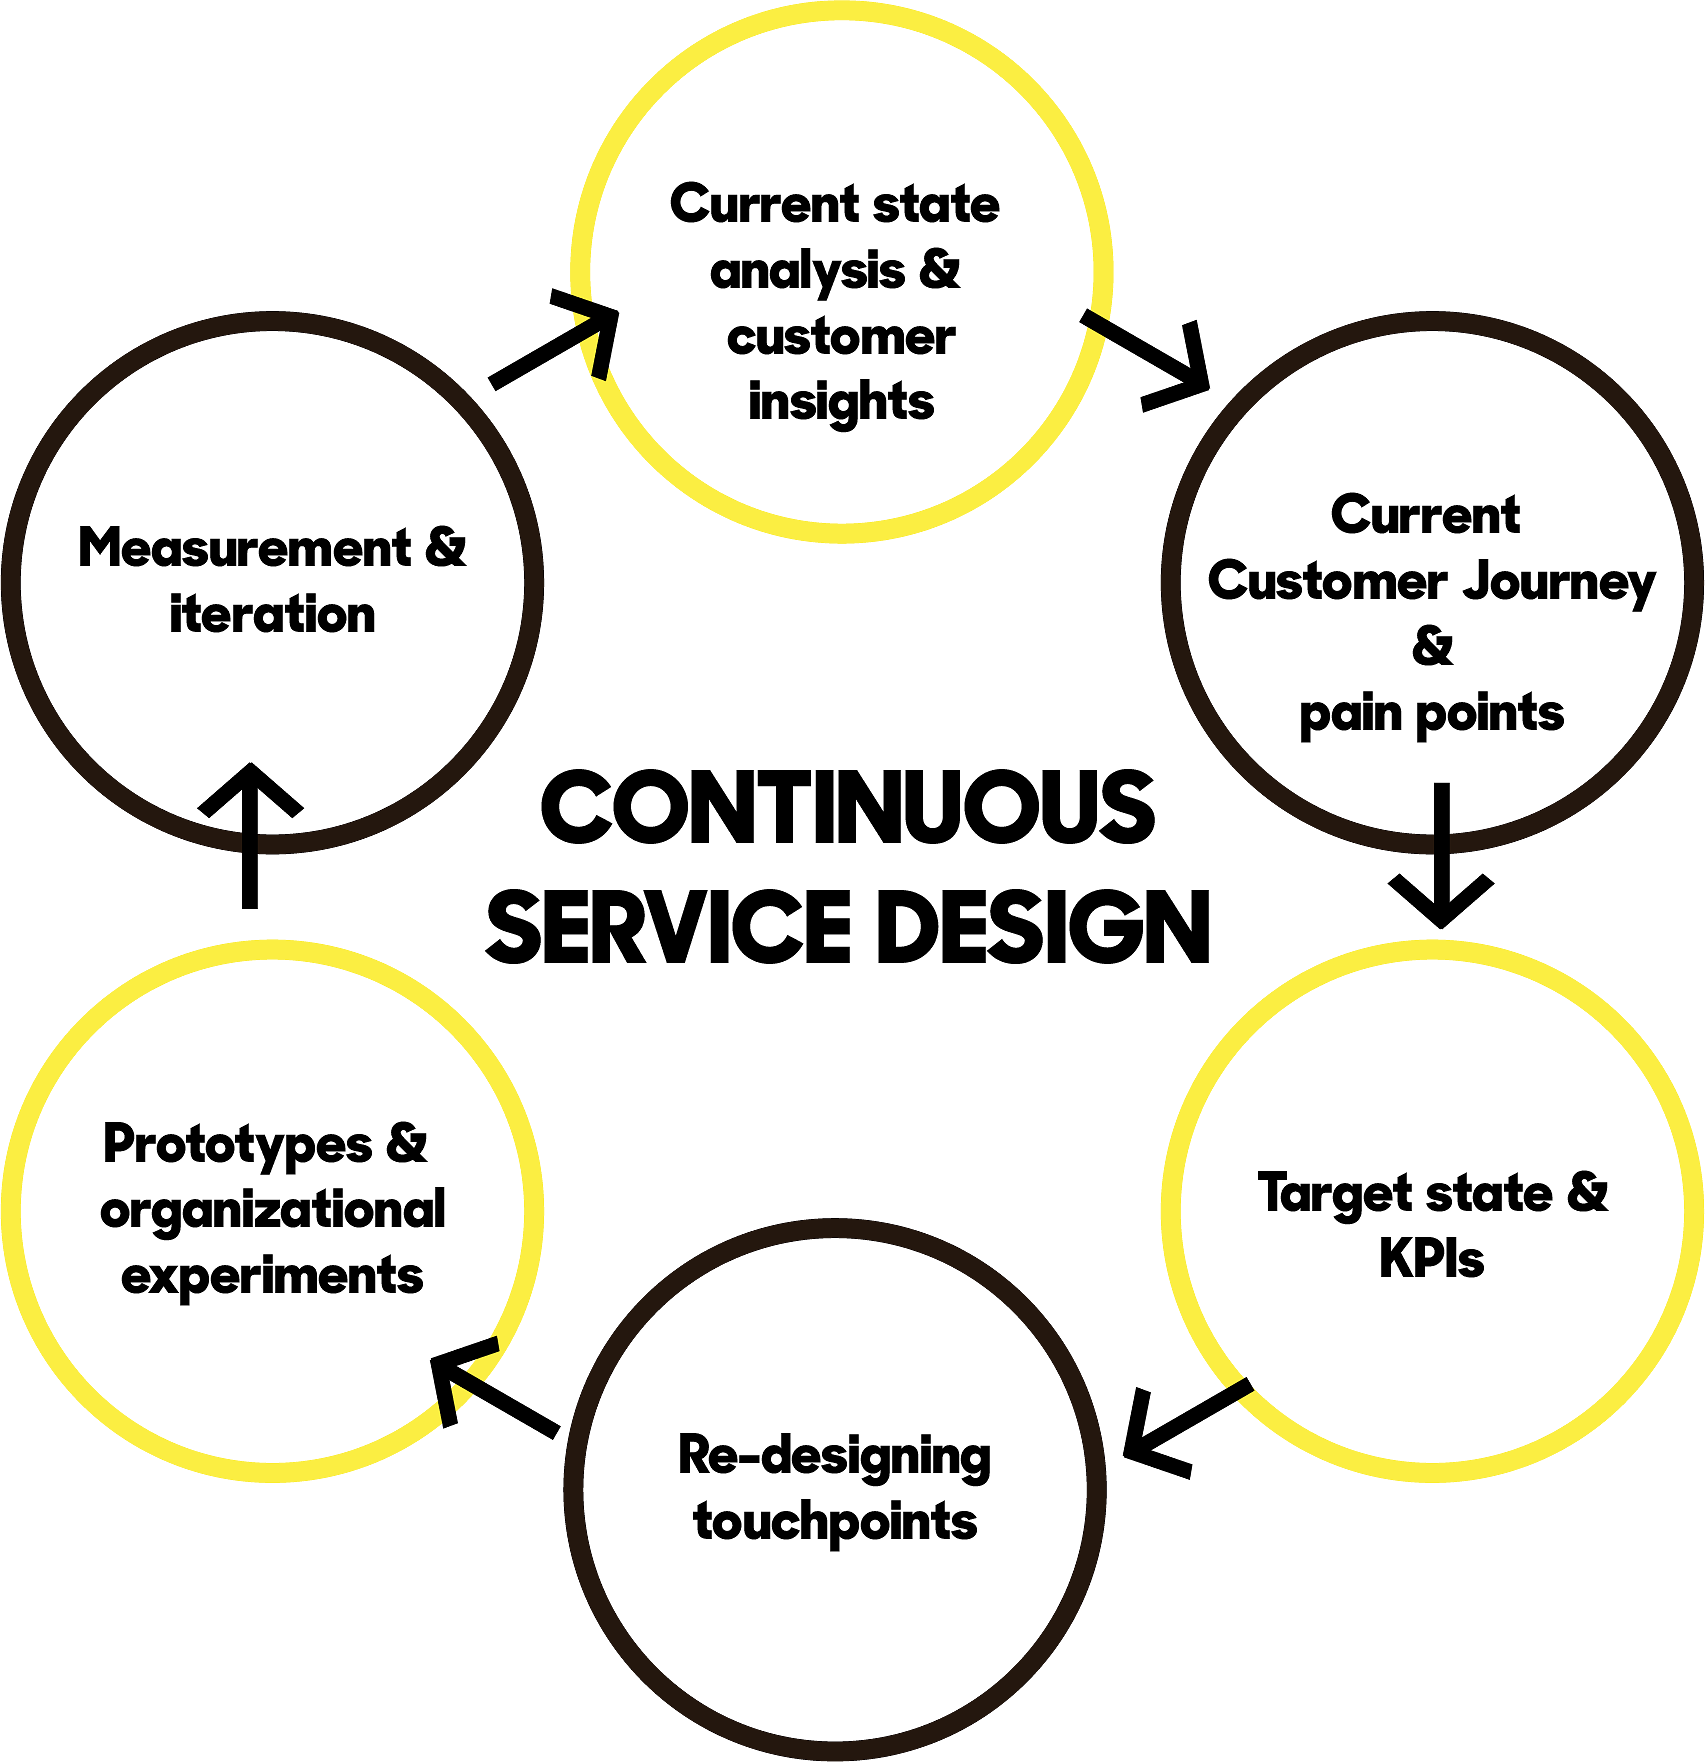 Current state
analysis &
customer
insights
Current
Customer Journey
&
pain points
Target state &
KPIs
Re-designing
touchpoints
Prototypes &
organizational
experiments
Measurement &
iteration
CONTINUOUS
SERVICE DESIGN